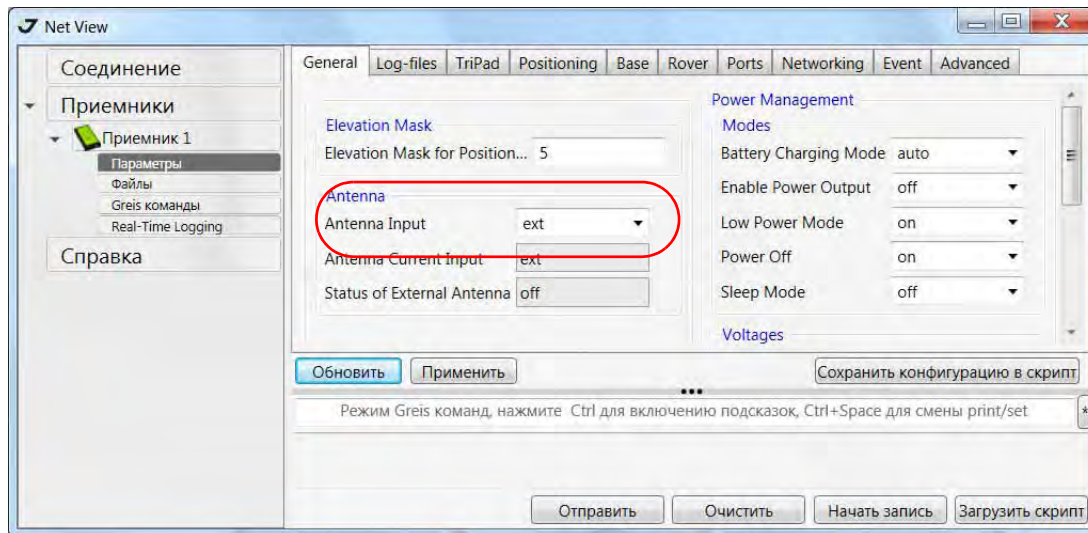 Net View
Соединение
Приемники
Приемник 1
Параметры
Файлы
Greis команды
Real-Time Logging
Справка
General Log-files TriPad Positioning Base Rover Ports Networking Event Advanced
Elevation Mask
Elevation Mask for Position... 5
Antenna
Antenna Input ext
Antenna Current Input ext
Status of External Antenna off
Power Management
Modes
Battery Charging Mode auto
Enable Power Output off
Low Power Mode on
Power Off on
Sleep Mode off
Voltages
Обновить Применить Сохранить конфигурацию в скрипт
Режим Greis команд, нажмите Ctrl для включению подсказок, Ctrl+Space для смены print/set
*
Отправить Очистить Начать запись Загрузить скрипт